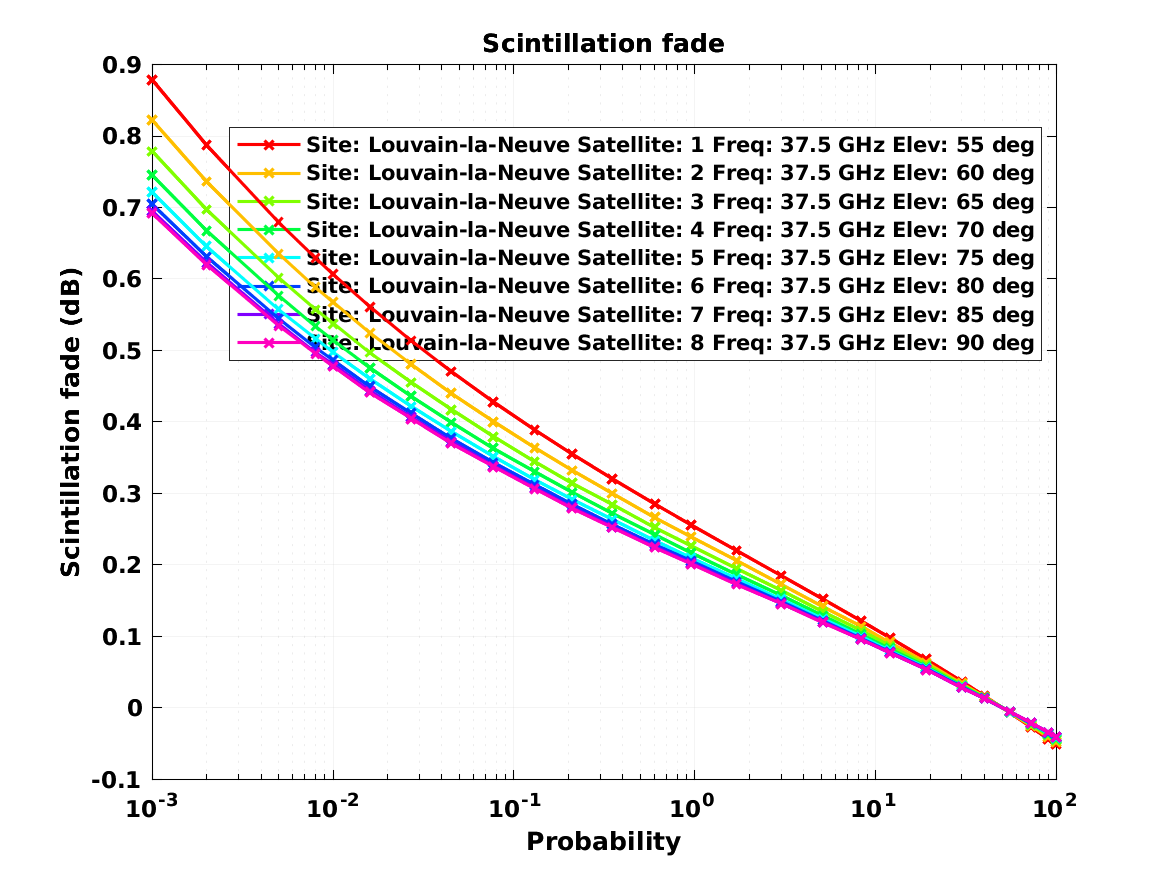 Scintillation fade
0.9
0.8
0.7
0.6
0.5
0.4
0.3
0.2
0.1
0
-0.1
Scintillation fade (dB)
Site: Louvain-la-Neuve Satellite: 1 Freq: 37.5 GHz Elev: 55 deg
Site: Louvain-la-Neuve Satellite: 2 Freq: 37.5 GHz Elev: 60 deg
Site: Louvain-la-Neuve Satellite: 3 Freq: 37.5 GHz Elev: 65 deg
Site: Louvain-la-Neuve Satellite: 4 Freq: 37.5 GHz Elev: 70 deg
Site: Louvain-la-Neuve Satellite: 5 Freq: 37.5 GHz Elev: 75 deg
Site: Louvain-la-Neuve Satellite: 6 Freq: 37.5 GHz Elev: 80 deg
Site: Louvain-la-Neuve Satellite: 7 Freq: 37.5 GHz Elev: 85 deg
Site: Louvain-la-Neuve Satellite: 8 Freq: 37.5 GHz Elev: 90 deg
10^-3 10^-2 10^-1 10^0 10^1 10^2
Probability